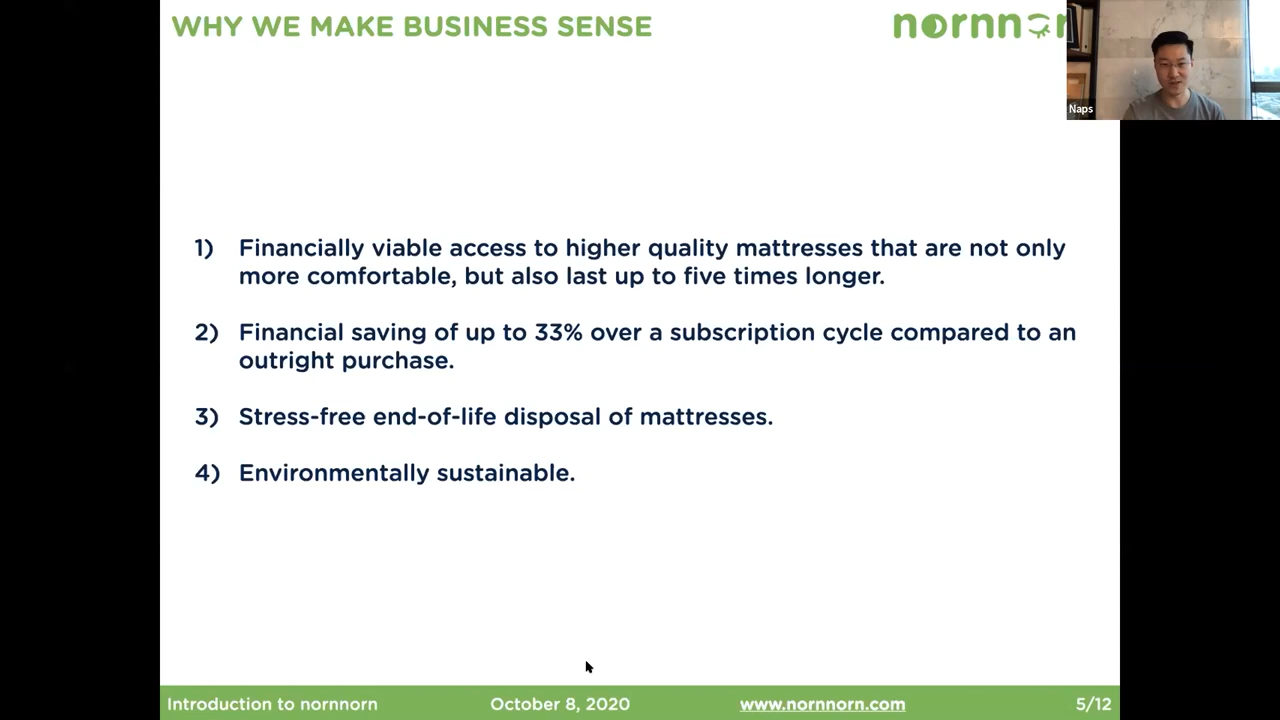 WHY WE MAKE BUSINESS SENSE
nornnor
Naps
1) Financially viable access to higher quality mattresses that are not only
more comfortable, but also last up to five times longer.
2) Financial saving of up to 33% over a subscription cycle compared to an
outright purchase.
3) Stress-free end-of-life disposal of mattresses.
4) Environmentally sustainable.
Introduction to nornnorn
October 8, 2020
www.nornnorn.com
5/12